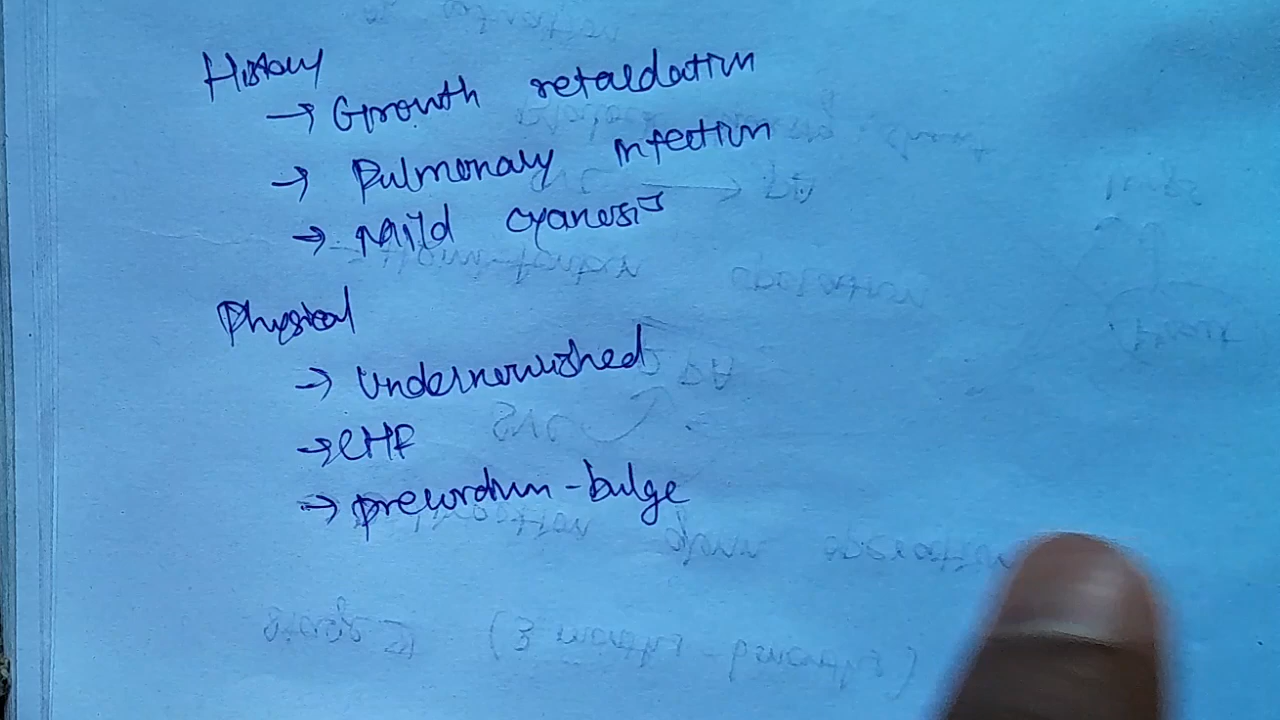 History
→ Growth retardation
→ Pulmonary infection
→ Mild cyanosis
Physical
→ Undernourished
→ CHF
→ precordium - bulge